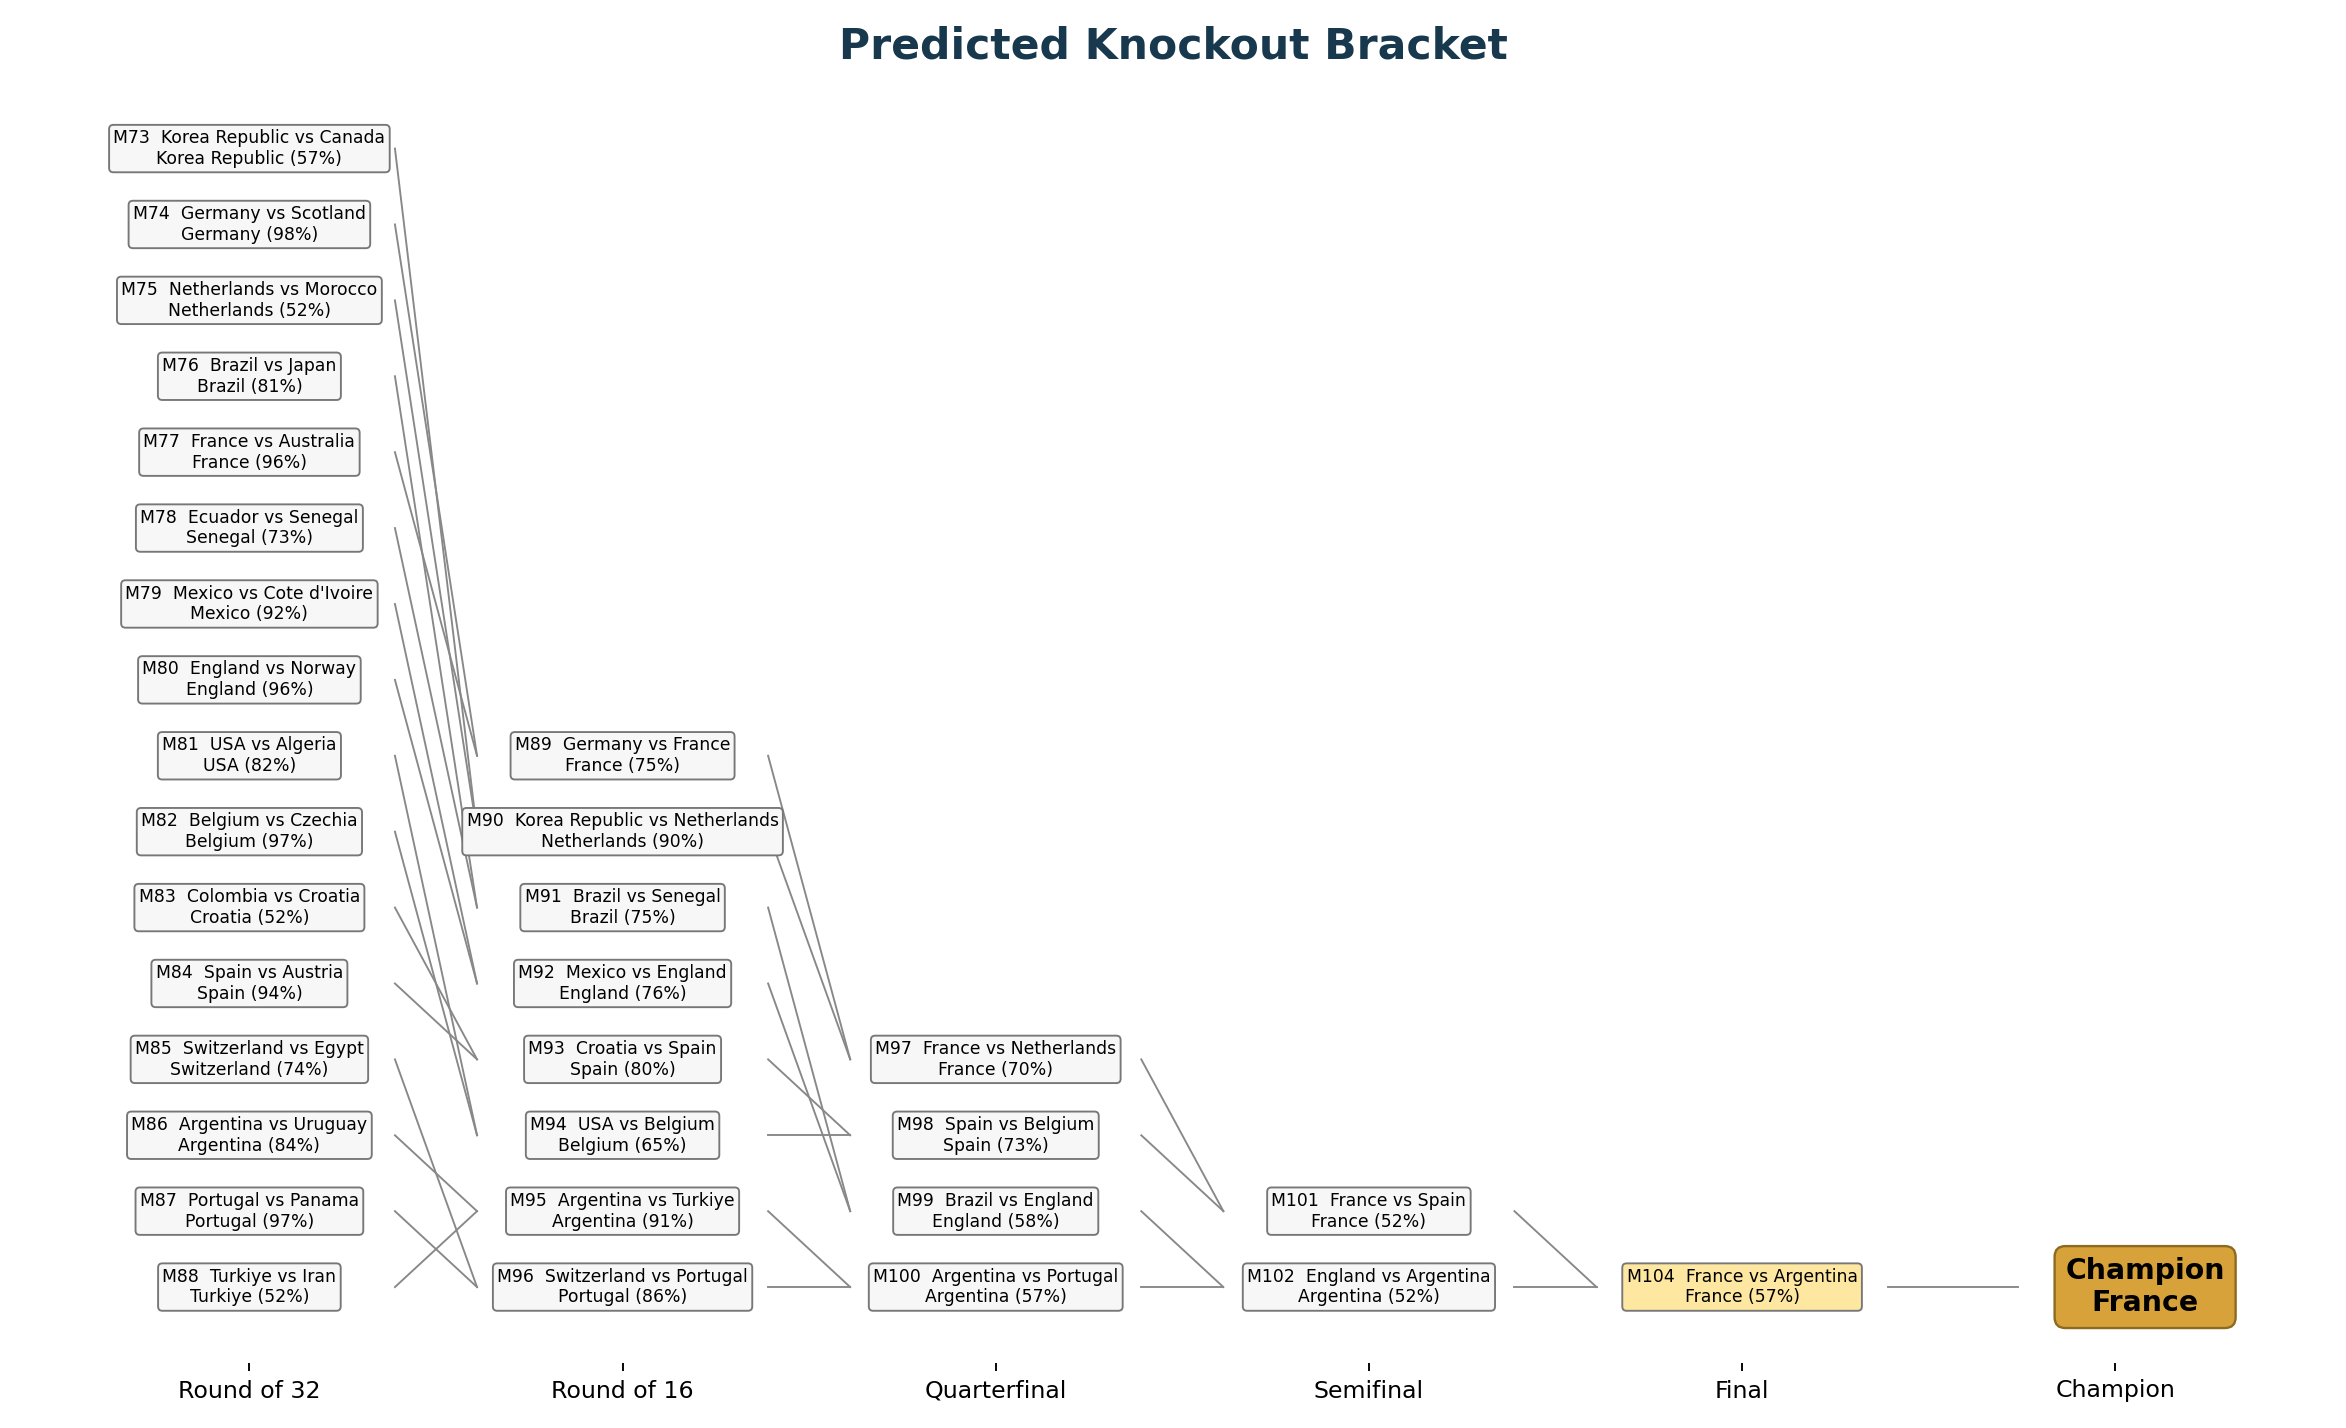 Predicted Knockout Bracket
M73  Korea Republic vs Canada
Korea Republic (57%)
M74  Germany vs Scotland
Germany (98%)
M75  Netherlands vs Morocco
Netherlands (52%)
M76  Brazil vs Japan
Brazil (81%)
M77  France vs Australia
France (96%)
M78  Ecuador vs Senegal
Senegal (73%)
M79  Mexico vs Cote d'Ivoire
Mexico (92%)
M80  England vs Norway
England (96%)
M81  USA vs Algeria
USA (82%)
M82  Belgium vs Czechia
Belgium (97%)
M83  Colombia vs Croatia
Croatia (52%)
M84  Spain vs Austria
Spain (94%)
M85  Switzerland vs Egypt
Switzerland (74%)
M86  Argentina vs Uruguay
Argentina (84%)
M87  Portugal vs Panama
Portugal (97%)
M88  Turkiye vs Iran
Turkiye (52%)
M89  Germany vs France
France (75%)
M90  Korea Republic vs Netherlands
Netherlands (90%)
M91  Brazil vs Senegal
Brazil (75%)
M92  Mexico vs England
England (76%)
M93  Croatia vs Spain
Spain (80%)
M94  USA vs Belgium
Belgium (65%)
M95  Argentina vs Turkiye
Argentina (91%)
M96  Switzerland vs Portugal
Portugal (86%)
M97  France vs Netherlands
France (70%)
M98  Spain vs Belgium
Spain (73%)
M99  Brazil vs England
England (58%)
M100  Argentina vs Portugal
Argentina (57%)
M101  France vs Spain
France (52%)
M102  England vs Argentina
Argentina (52%)
M104  France vs Argentina
France (57%)
Champion
France
Round of 32
Round of 16
Quarterfinal
Semifinal
Final
Champion